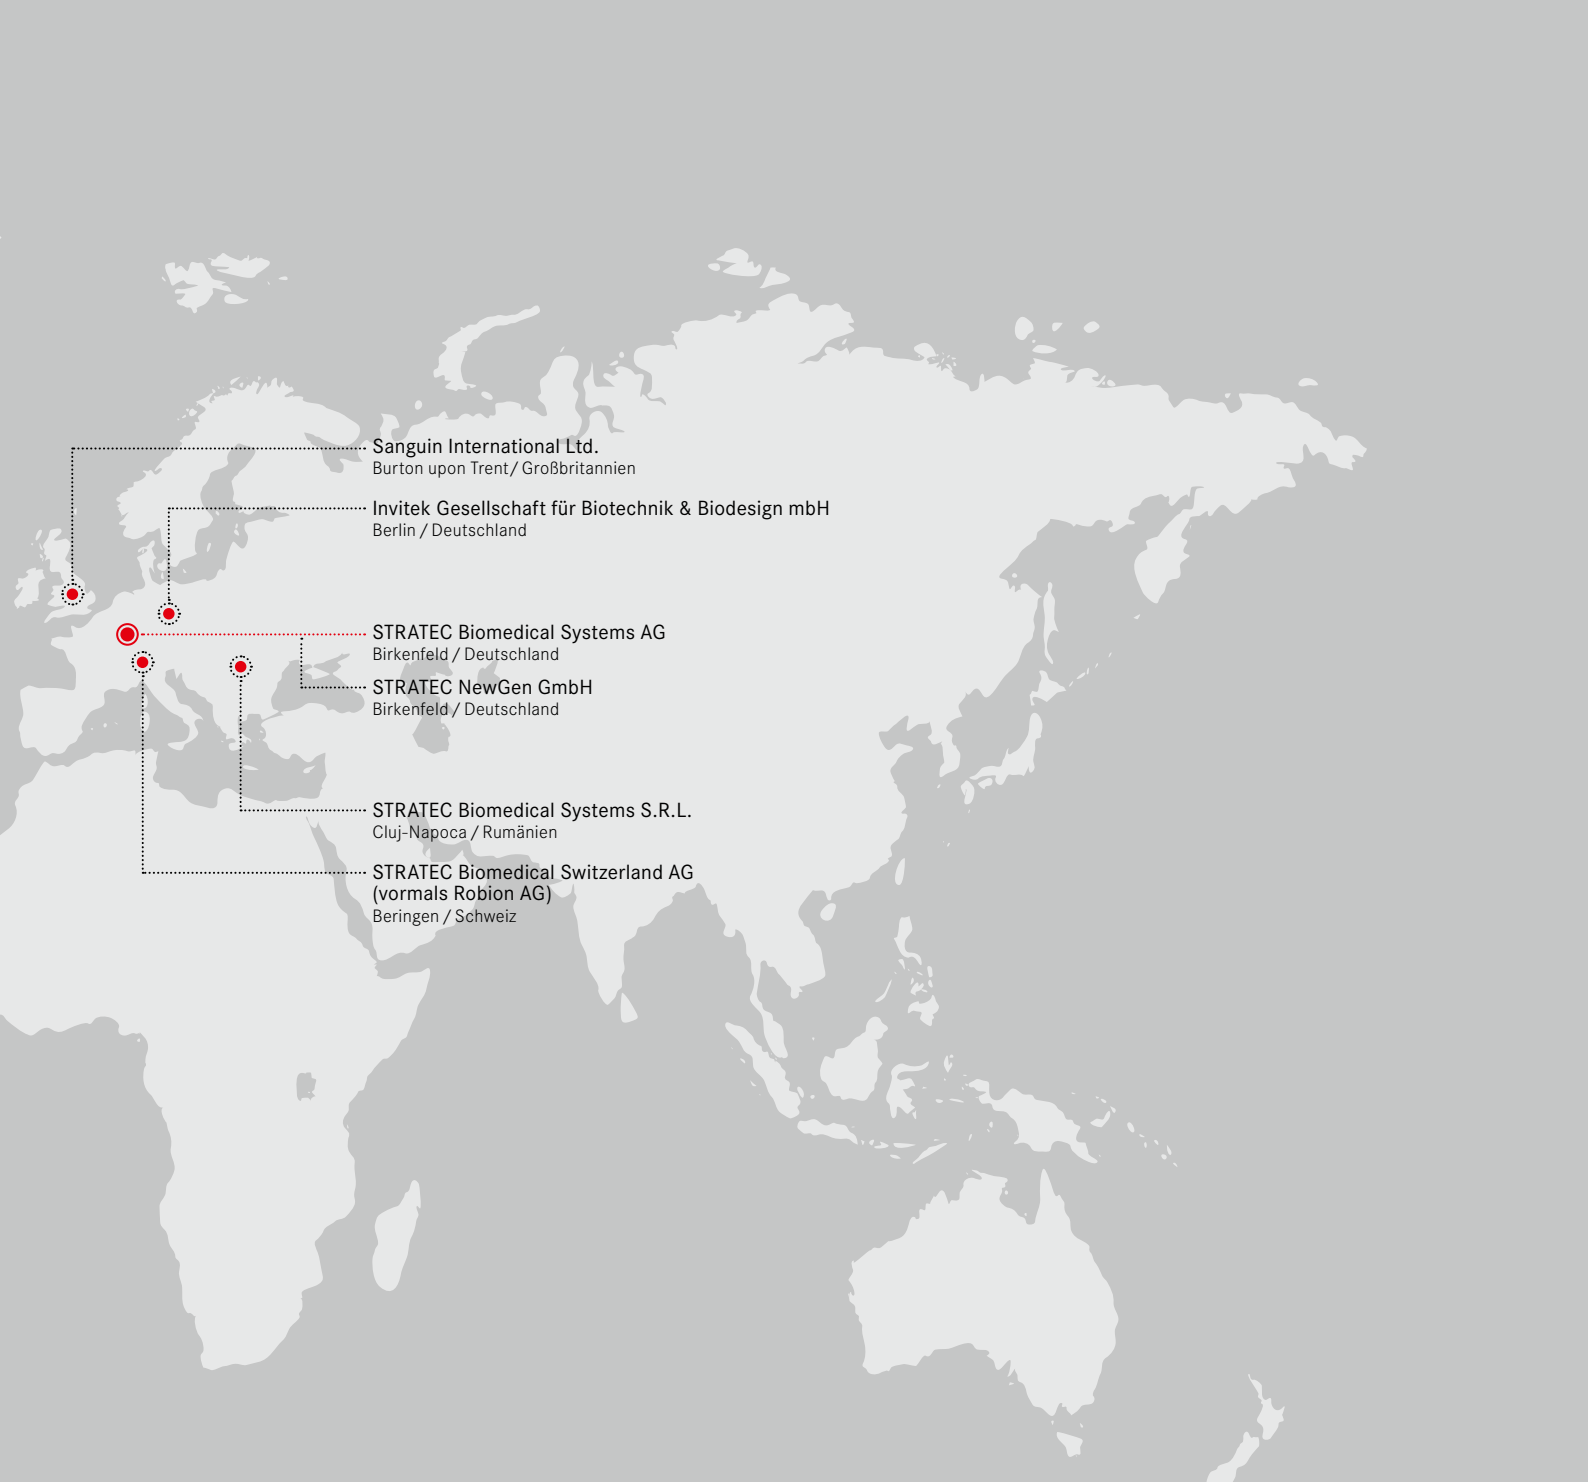 Sanguin International Ltd.
Burton upon Trent / Großbritannien
Invitek Gesellschaft für Biotechnik & Biodesign mbH
Berlin / Deutschland
STRATEC Biomedical Systems AG
Birkenfeld / Deutschland
STRATEC NewGen GmbH
Birkenfeld / Deutschland
STRATEC Biomedical Systems S.R.L.
Cluj-Napoca / Rumänien
STRATEC Biomedical Switzerland AG
(vormals Robion AG)
Beringen / Schweiz